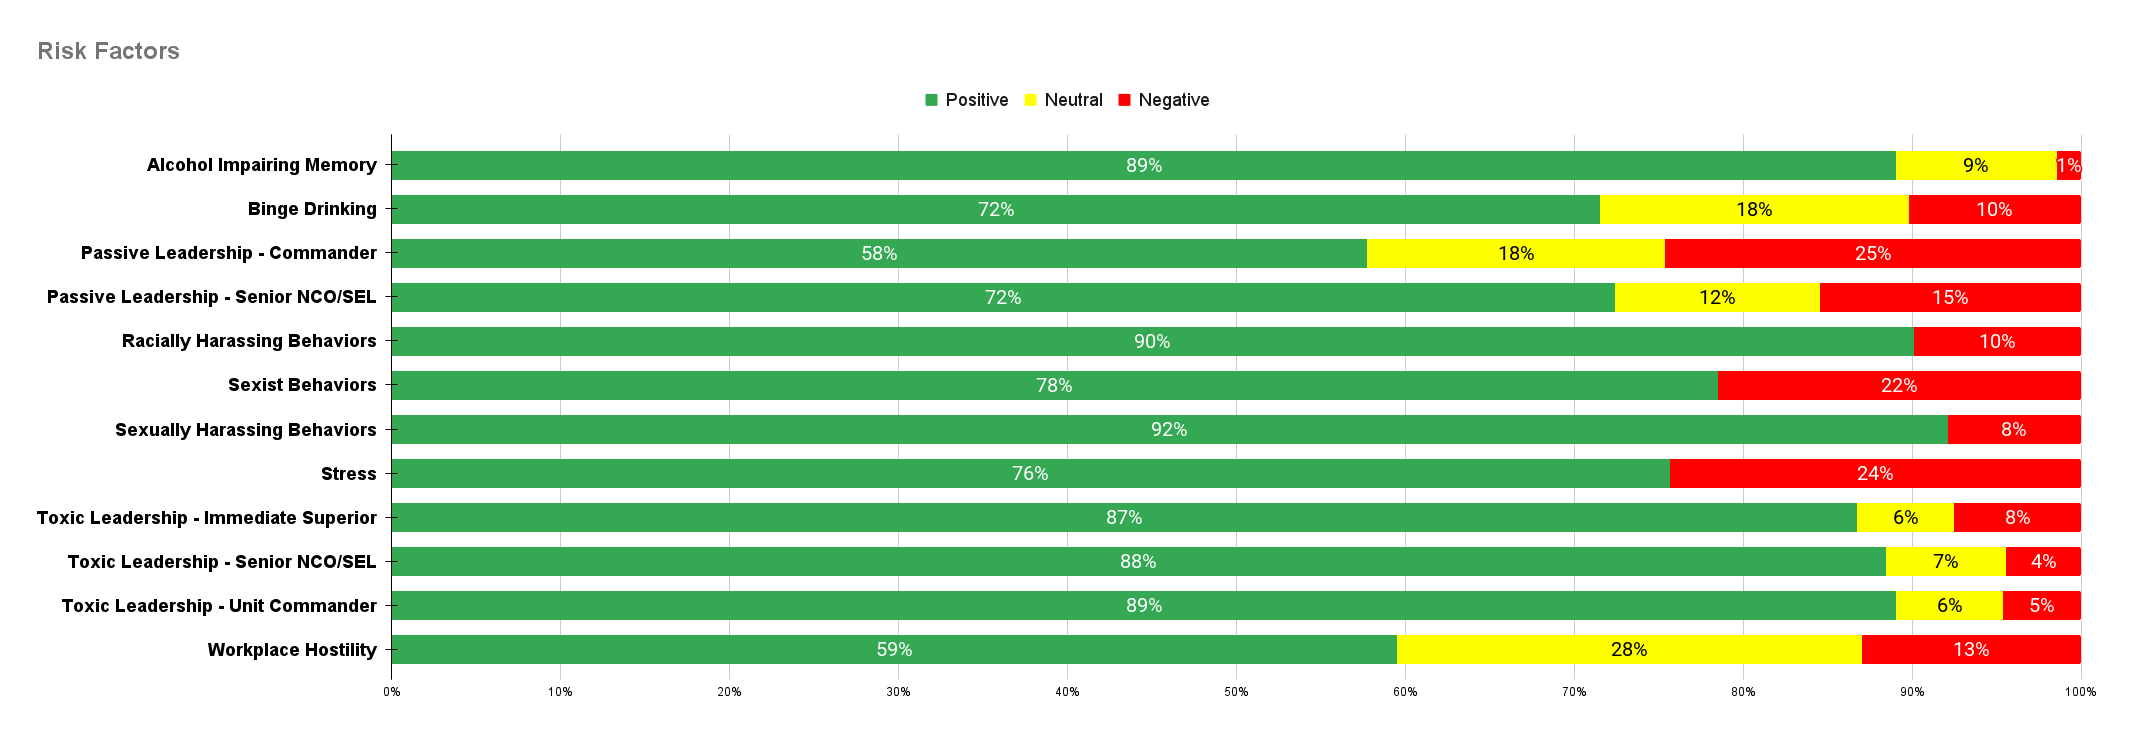 Risk Factors
Positive Neutral Negative
Alcohol Impairing Memory 89% 9% 1%
Binge Drinking 72% 18% 10%
Passive Leadership - Commander 58% 18% 25%
Passive Leadership - Senior NCO/SEL 72% 12% 15%
Racially Harassing Behaviors 90% 10%
Sexist Behaviors 78% 22%
Sexually Harassing Behaviors 92% 8%
Stress 76% 24%
Toxic Leadership - Immediate Superior 87% 6% 8%
Toxic Leadership - Senior NCO/SEL 88% 7% 4%
Toxic Leadership - Unit Commander 89% 6% 5%
Workplace Hostility 59% 28% 13%
0% 10% 20% 30% 40% 50% 60% 70% 80% 90% 100%